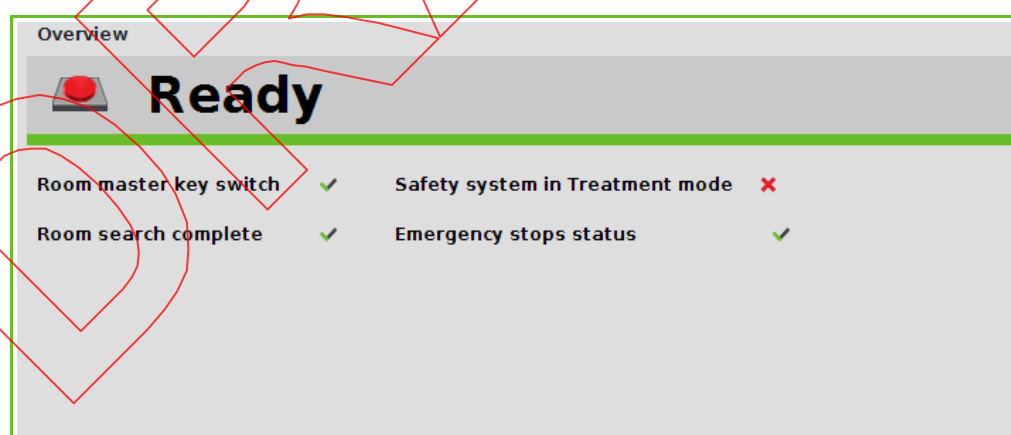 Overview
Ready
Room master key switch Safety system in Treatment mode
Room search complete Emergency stops status